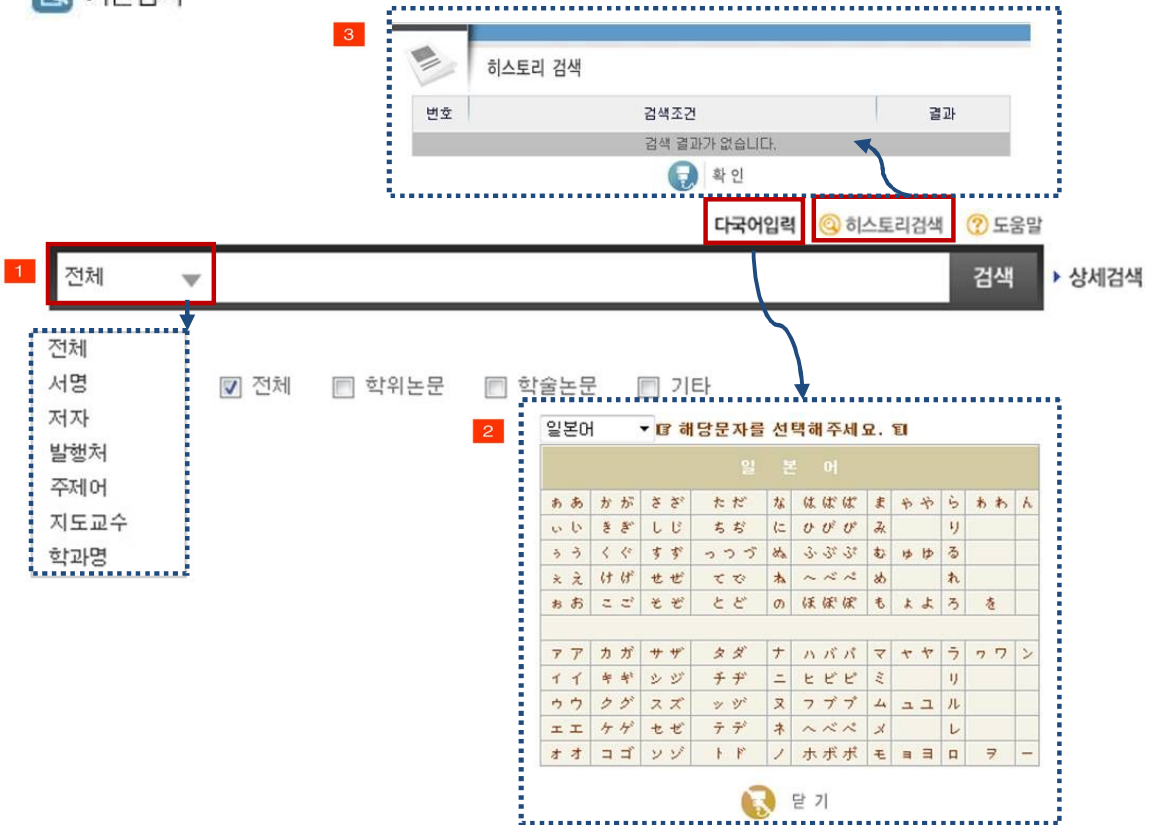 3
히스토리 검색
번호 검색조건 결과
검색 결과가 없습니다.
확 인
다국어입력 히스토리검색 ? 도움말
1 전체 검색 상세검색
전체
서명
저자
발행처
주제어
지도교수
학과명
전체 학위논문 학술논문 기타
2 일본어 해당문자를 선택해주세요.
일 본 어
ぁ あ か が さ ざ た だ な は ば ぱ ま ゃ や ら ゎ わ ん
ぃ い き ぎ し じ ち ぢ に ひ び ぴ み り
ぅ う く ぐ す ず っ つ づ ぬ ふ ぶ ぷ む ゅ ゆ る
ぇ え け げ せ ぜ て で ね へ べ ぺ め れ
ぉ お こ ご そ ぞ と ど の ほ ぼ ぽ も ょ よ ろ を
ァ ア カ ガ サ ザ タ ダ ナ ハ バ パ マ ャ ヤ ラ ヮ ワ ン
ィ イ キ ギ シ ジ チ ヂ ニ ヒ ビ ピ ミ リ
ゥ ウ ク グ ス ズ ッ ヅ ヌ フ ブ プ ム ュ ユ ル
ェ エ ケ ゲ セ ゼ テ デ ネ ヘ ベ ペ メ レ
ォ オ コ ゴ ソ ゾ ト ド ノ ホ ボ ポ モ ョ ヨ ロ ヲ ー
닫 기